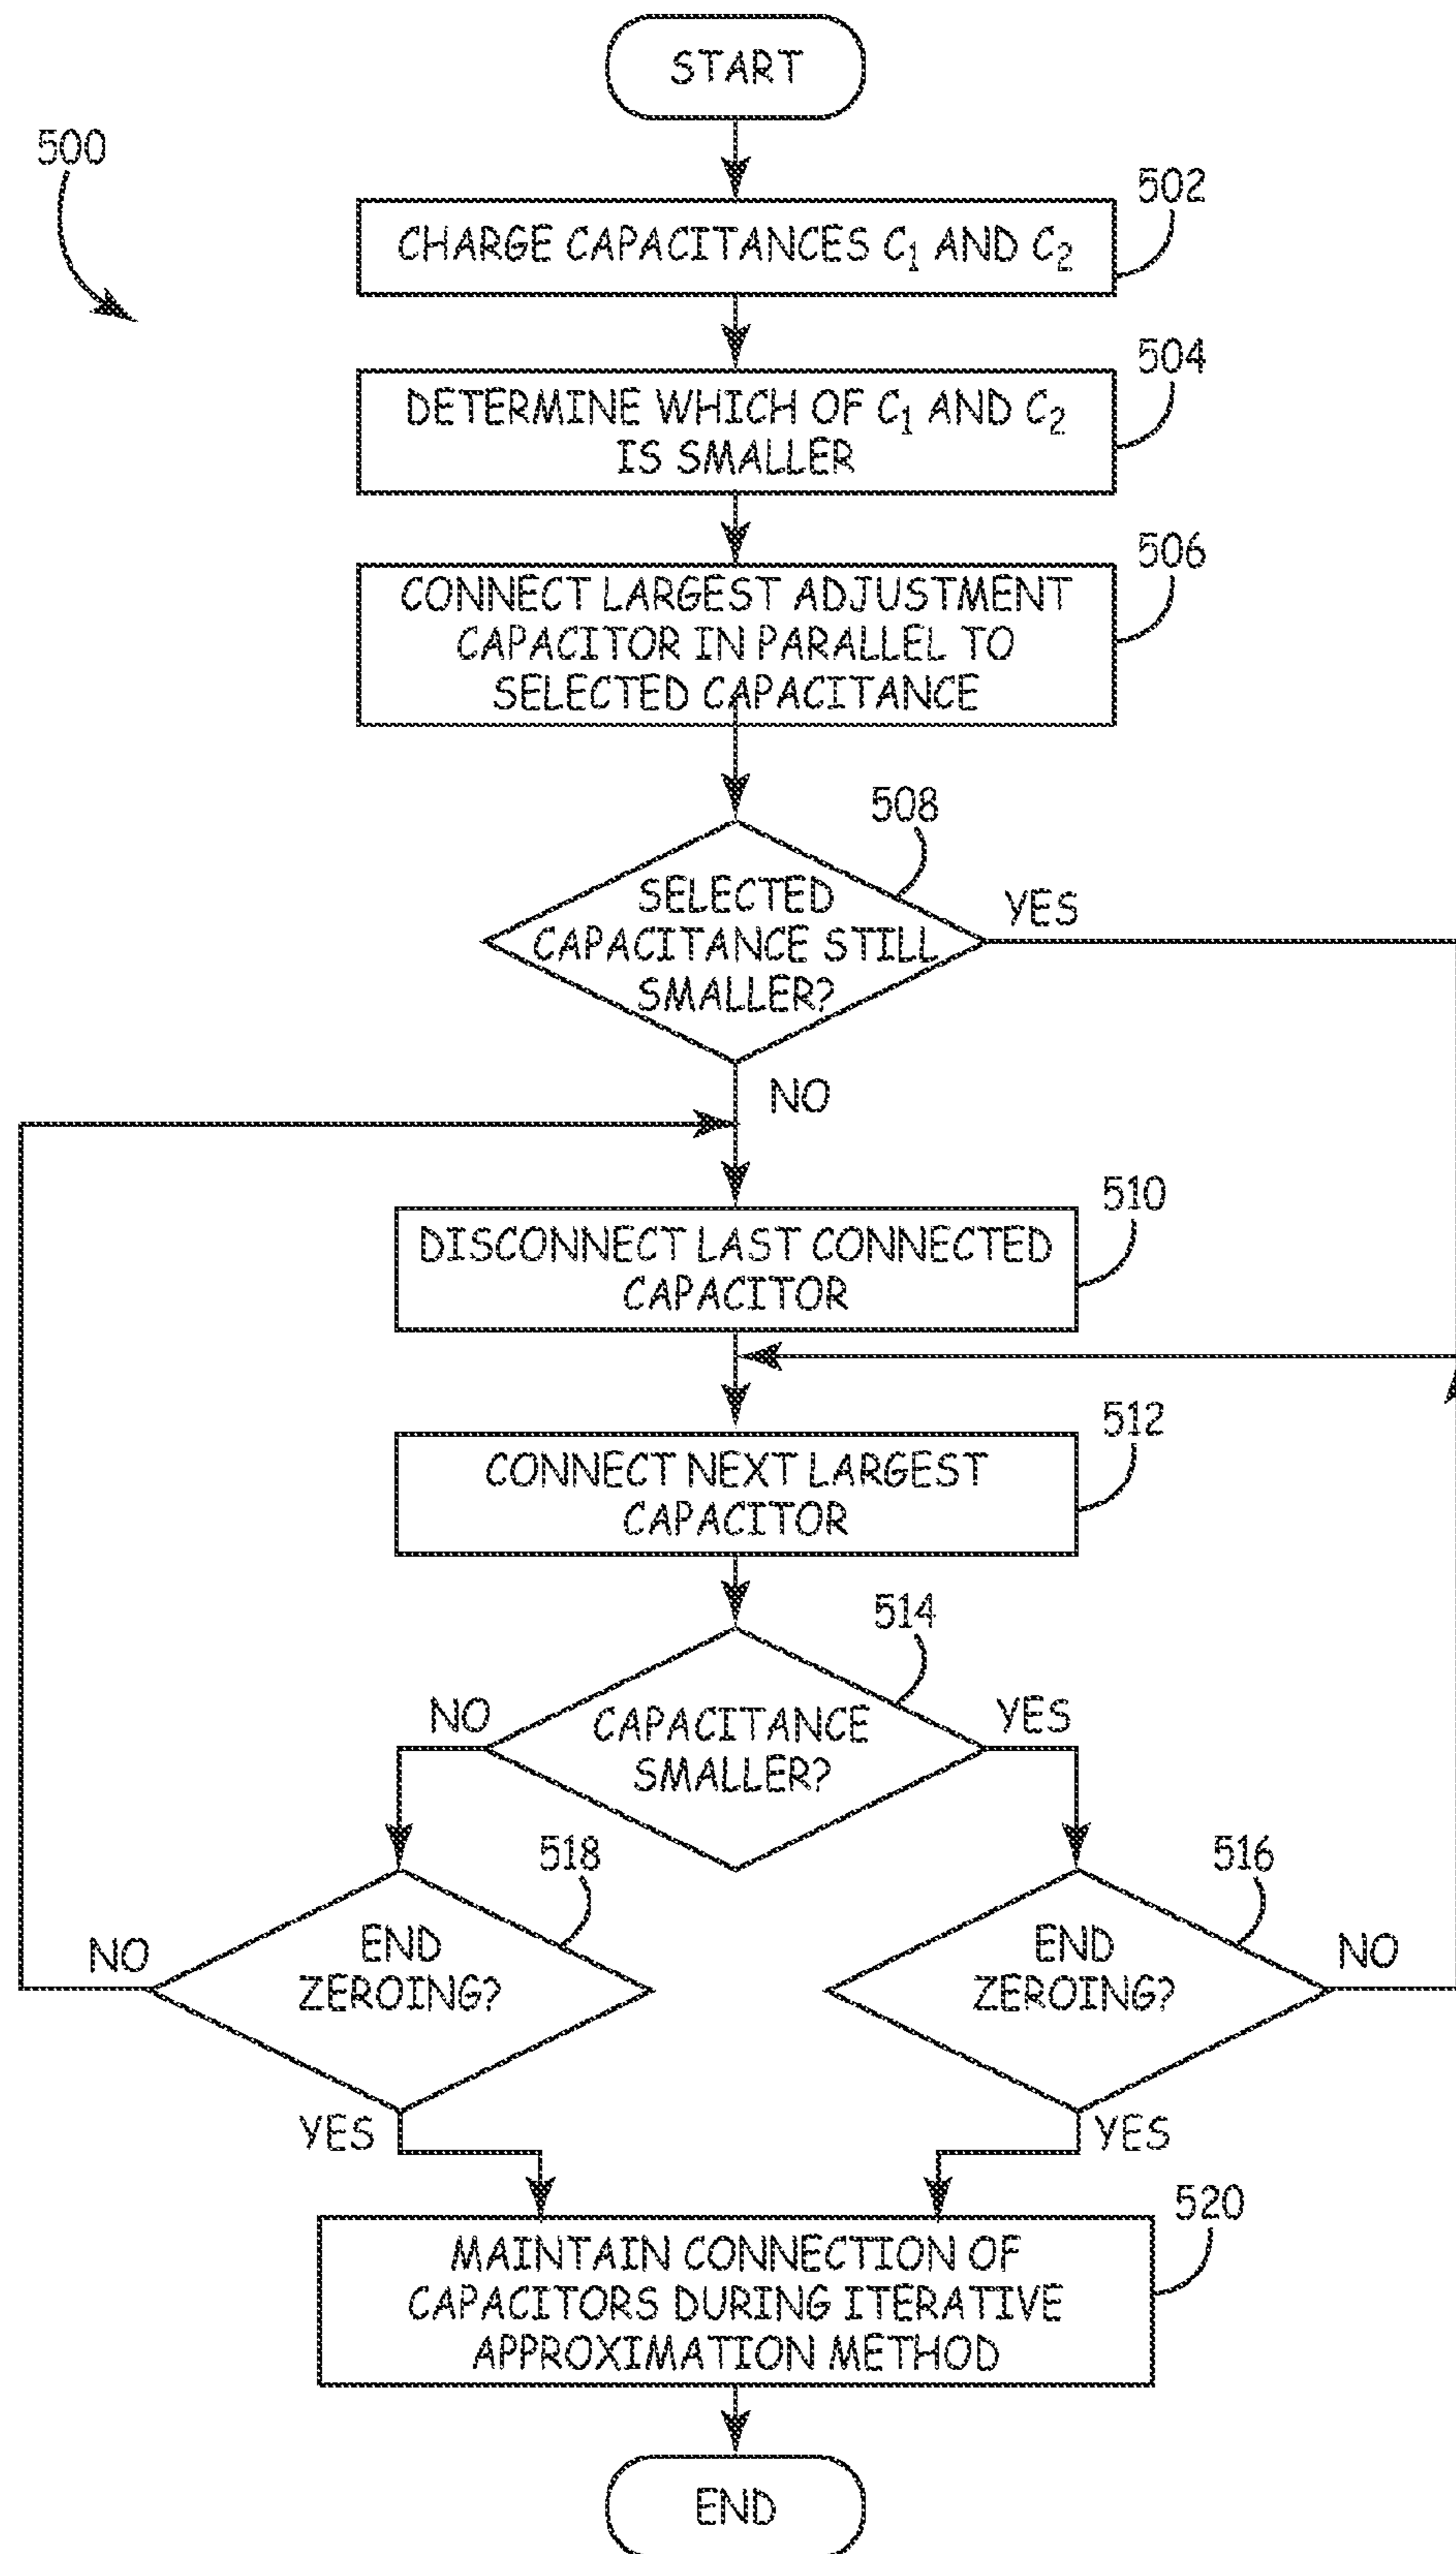 START
500
502
CHARGE CAPACITANCES C1 AND C2
504
DETERMINE WHICH OF C1 AND C2
IS SMALLER
506
CONNECT LARGEST ADJUSTMENT
CAPACITOR IN PARALLEL TO
SELECTED CAPACITANCE
508
SELECTED
CAPACITANCE STILL
SMALLER?
YES
NO
510
DISCONNECT LAST CONNECTED
CAPACITOR
512
CONNECT NEXT LARGEST
CAPACITOR
514
CAPACITANCE
SMALLER?
NO
YES
518
END
ZEROING?
NO
YES
516
END
ZEROING?
NO
YES
520
MAINTAIN CONNECTION OF
CAPACITORS DURING ITERATIVE
APPROXIMATION METHOD
END